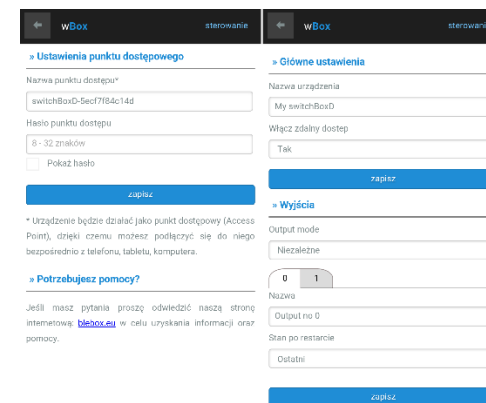 wBox
sterowanie
» Ustawienia punktu dostępowego
Nazwa punktu dostępu*
switchBoxD-5ecf7f84c14d
Hasło punktu dostępu
8 - 32 znaków
Pokaż hasło
zapisz
* Urządzenie będzie działać jako punkt dostępowy (Access
Point), dzięki czemu możesz podłączyć się do niego
bezpośrednio z telefonu, tabletu, komputera.
» Potrzebujesz pomocy?
Jeśli masz pytania proszę odwiedzić naszą stronę
internetową: blebox.eu w celu uzyskania informacji oraz
pomocy.
wBox
sterowani
» Główne ustawienia
Nazwa urządzenia
My switchBoxD
Włącz zdalny dostep
Tak
zapisz
» Wyjścia
Output mode
Niezależne
0 1
Nazwa
Output no 0
Stan po restarcie
Ostatni
zapisz